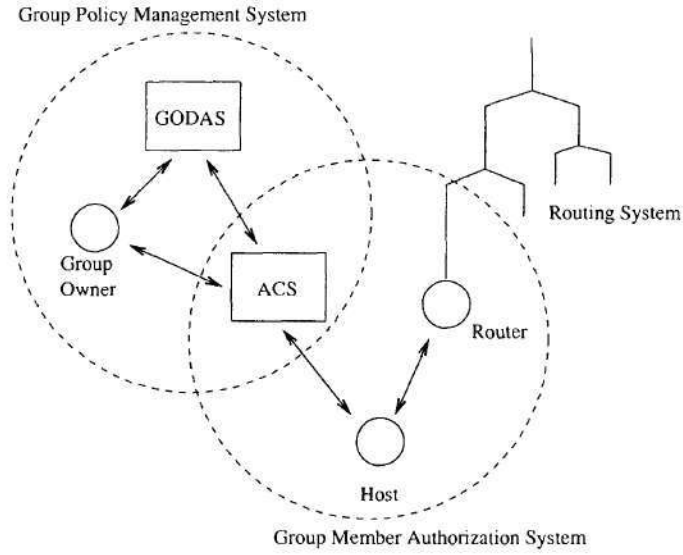 Group Policy Management System
GODAS
Group
Owner
ACS
Routing System
Router
Host
Group Member Authorization System